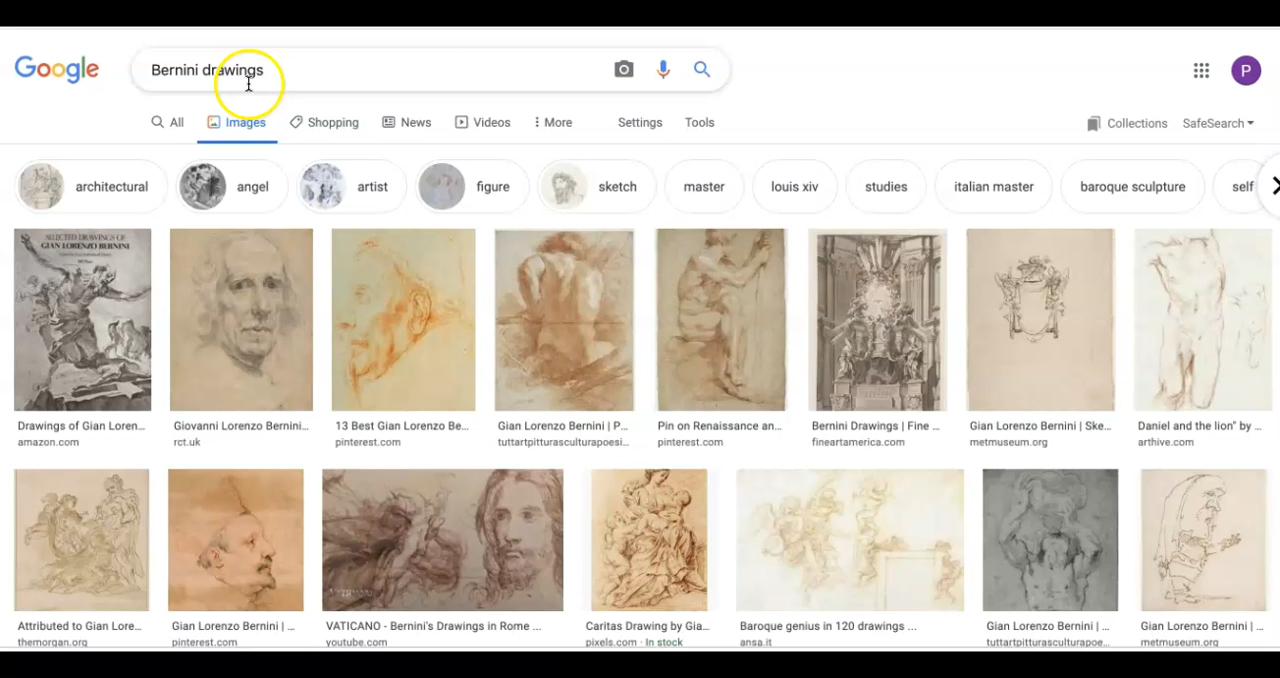 Google
Bernini drawings
P
All
Images
Shopping
News
Videos
More
Settings
Tools
Collections
SafeSearch
architectural
angel
artist
figure
sketch
master
louis xiv
studies
italian master
baroque sculpture
self
SELECTED DRAWINGS OF
GIAN LORENZO BERNINI
Drawings of Gian Loren...
amazon.com
Giovanni Lorenzo Bernini...
rct.uk
13 Best Gian Lorenzo Be...
pinterest.com
Gian Lorenzo Bernini | P...
tuttartpitturasculturapoesi...
Pin on Renaissance an...
pinterest.com
Bernini Drawings | Fine ...
fineartamerica.com
Gian Lorenzo Bernini | Ske...
metmuseum.org
Daniel and the lion" by ...
arthive.com
Attributed to Gian Lore...
themorgan.org
Gian Lorenzo Bernini | ...
pinterest.com
VATICANO - Bernini's Drawings in Rome ...
youtube.com
Caritas Drawing by Gia...
pixels.com · In stock
Baroque genius in 120 drawings ...
ansa.it
Gian Lorenzo Bernini | ...
tuttartpitturasculturapoe...
Gian Lorenzo Bernini | ...
metmuseum.org